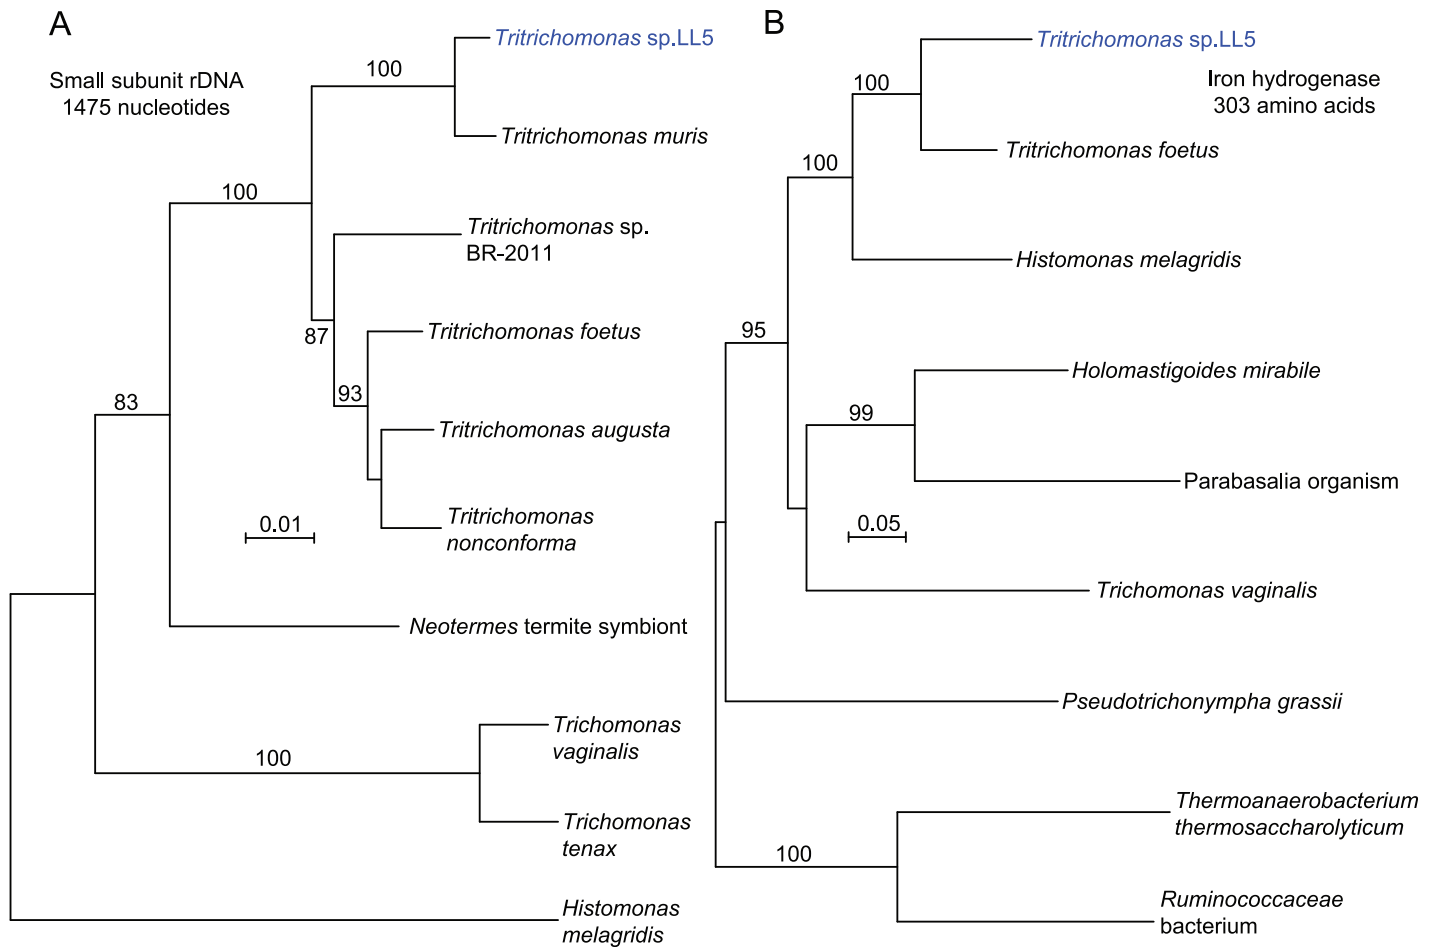 A
Small subunit rDNA
1475 nucleotides
Tritrichomonas sp.LL5
100
Tritrichomonas muris
100
Tritrichomonas sp.
BR-2011
87
Tritrichomonas foetus
93
Tritrichomonas augusta
83
0.01
Tritrichomonas
nonconforma
Neotermes termite symbiont
Trichomonas
vaginalis
100
Trichomonas
tenax
Histomonas
melagridis
B
Tritrichomonas sp.LL5
Iron hydrogenase
303 amino acids
100
Tritrichomonas foetus
100
Histomonas melagridis
95
Holomastigoides mirabile
99
Parabasalia organism
0.05
Trichomonas vaginalis
Pseudotrichonympha grassii
Thermoanaerobacterium
thermosaccharolyticum
100
Ruminococcaceae
bacterium